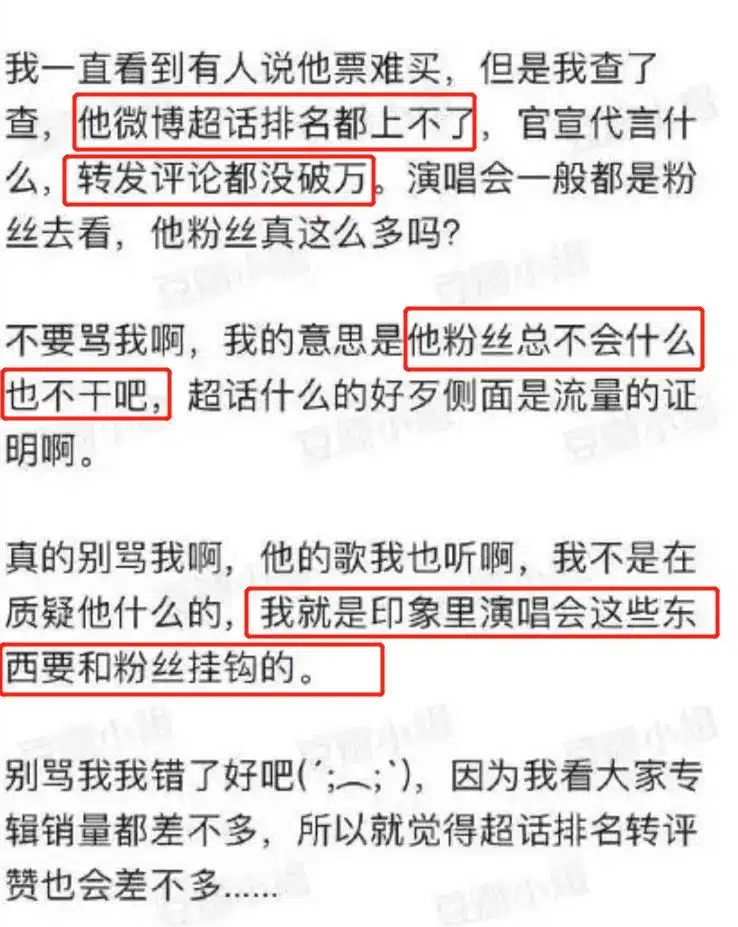 我一直看到有人说他票难买，但是我查了
查，他微博超话排名都上不了，官宣代言什
么，转发评论都没破万。演唱会一般都是粉
丝去看，他粉丝真这么多吗？
不要骂我啊，我的意思是他粉丝总不会什么
也不干吧，超话什么的好歹侧面是流量的证
明啊。
真的别骂我啊，他的歌我也听啊，我不是在
质疑他什么的，我就是印象里演唱会这些东
西要和粉丝挂钩的。
别骂我我错了好吧(´;︵;`)，因为我看大家专
辑销量都差不多，所以就觉得超话排名转评
赞也会差不多……